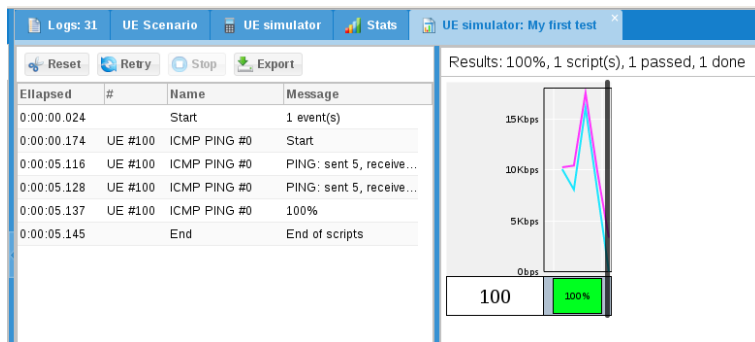 Logs: 31 UE Scenario UE simulator Stats UE simulator: My first test
Reset Retry Stop Export
Results: 100%, 1 script(s), 1 passed, 1 done
Ellapsed # Name Message
0:00:00.024 Start 1 event(s)
0:00:00.174 UE #100 ICMP PING #0 Start
0:00:05.116 UE #100 ICMP PING #0 PING: sent 5, receive...
0:00:05.128 UE #100 ICMP PING #0 PING: sent 5, receive...
0:00:05.137 UE #100 ICMP PING #0 100%
0:00:05.145 End End of scripts
15Kbps
10Kbps
5Kbps
0bps
100 100%